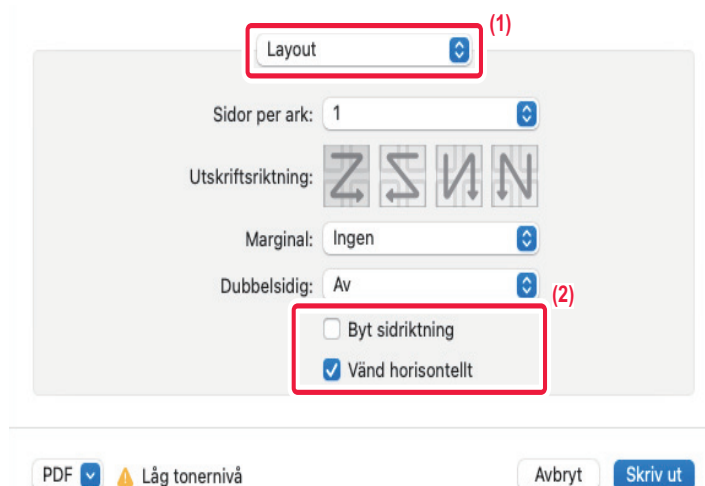 (1)
Layout
Sidor per ark: 1
Utskriftsriktning:
Marginal: Ingen
Dubbelsidig: Av
(2)
Byt sidriktning
Vänd horisontellt
PDF Låg tonernivå Avbryt Skriv ut